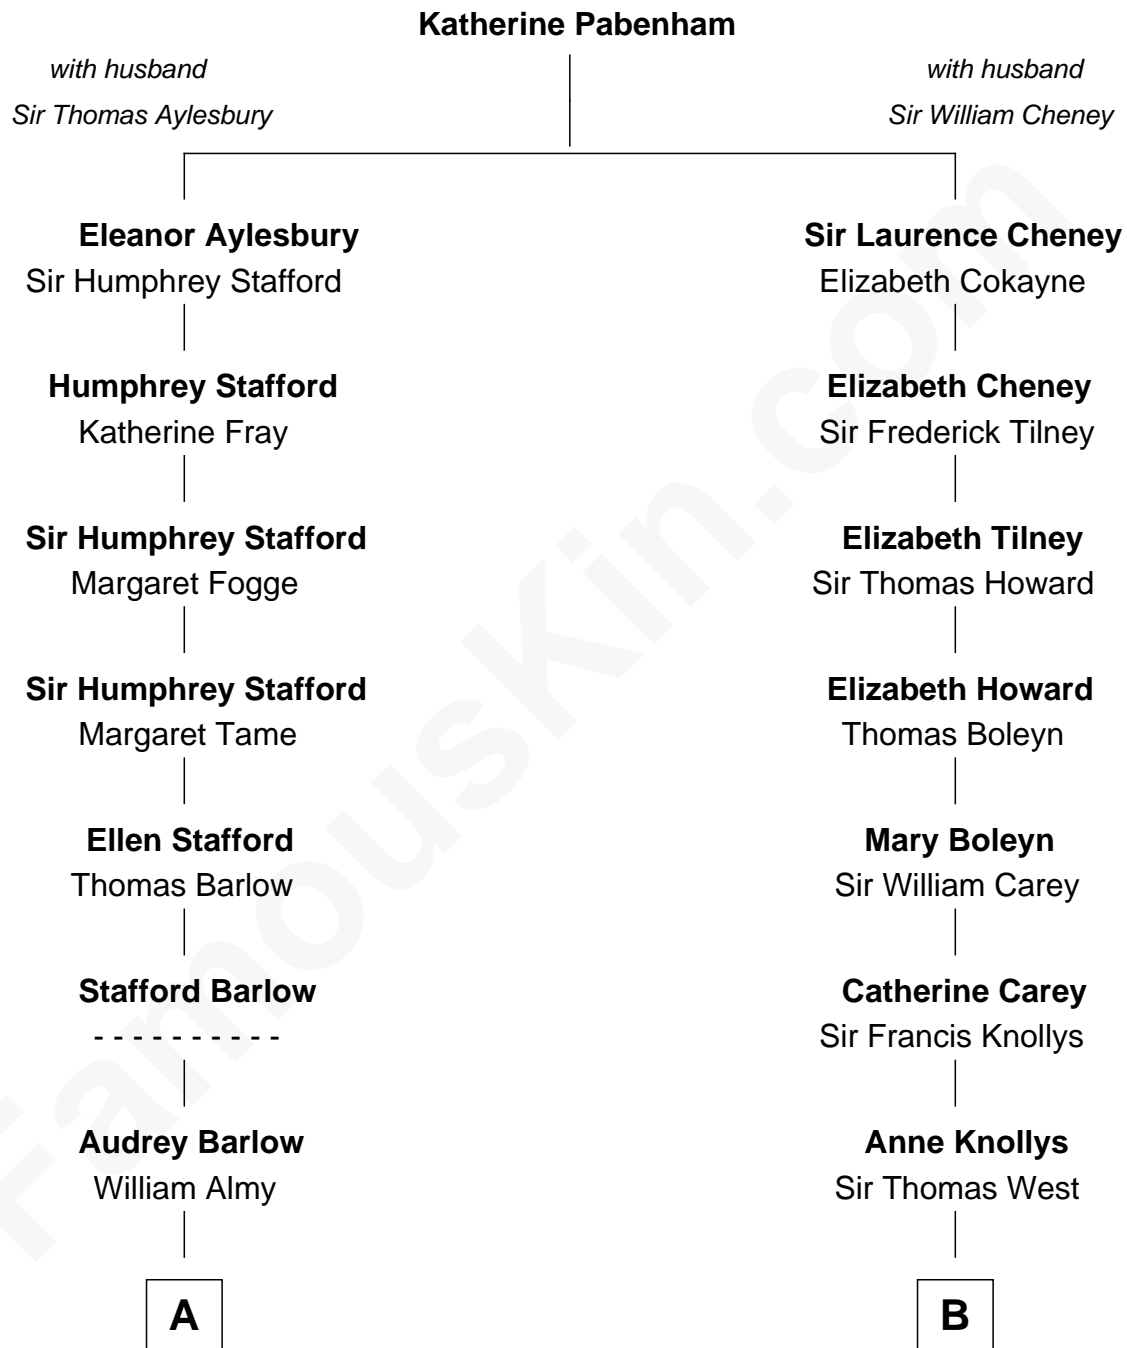 Katherine Pabenham
with husband
Sir Thomas Aylesbury
with husband
Sir William Cheney
Eleanor Aylesbury
Sir Humphrey Stafford
Humphrey Stafford
Katherine Fray
Sir Humphrey Stafford
Margaret Fogge
Sir Humphrey Stafford
Margaret Tame
Ellen Stafford
Thomas Barlow
Stafford Barlow
- - - - - - - - - -
Audrey Barlow
William Almy
A
Sir Laurence Cheney
Elizabeth Cokayne
Elizabeth Cheney
Sir Frederick Tilney
Elizabeth Tilney
Sir Thomas Howard
Elizabeth Howard
Thomas Boleyn
Mary Boleyn
Sir William Carey
Catherine Carey
Sir Francis Knollys
Anne Knollys
Sir Thomas West
B
FamousKin.com